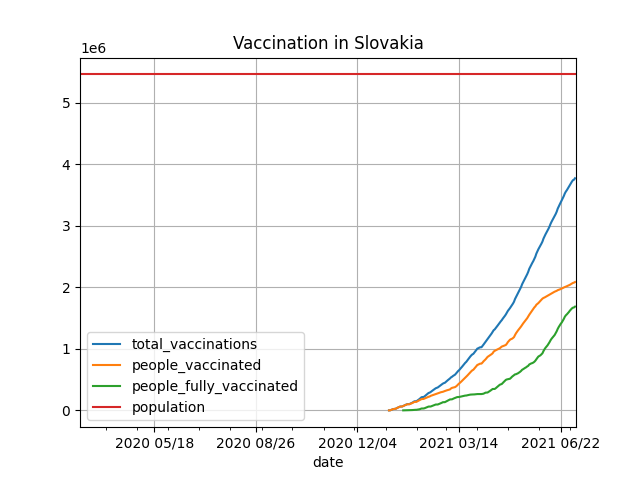 Vaccination in Slovakia
1e6
5
4
3
2
1
0
total_vaccinations
people_vaccinated
people_fully_vaccinated
population
2020 05/18 2020 08/26 2020 12/04 2021 03/14 2021 06/22
date